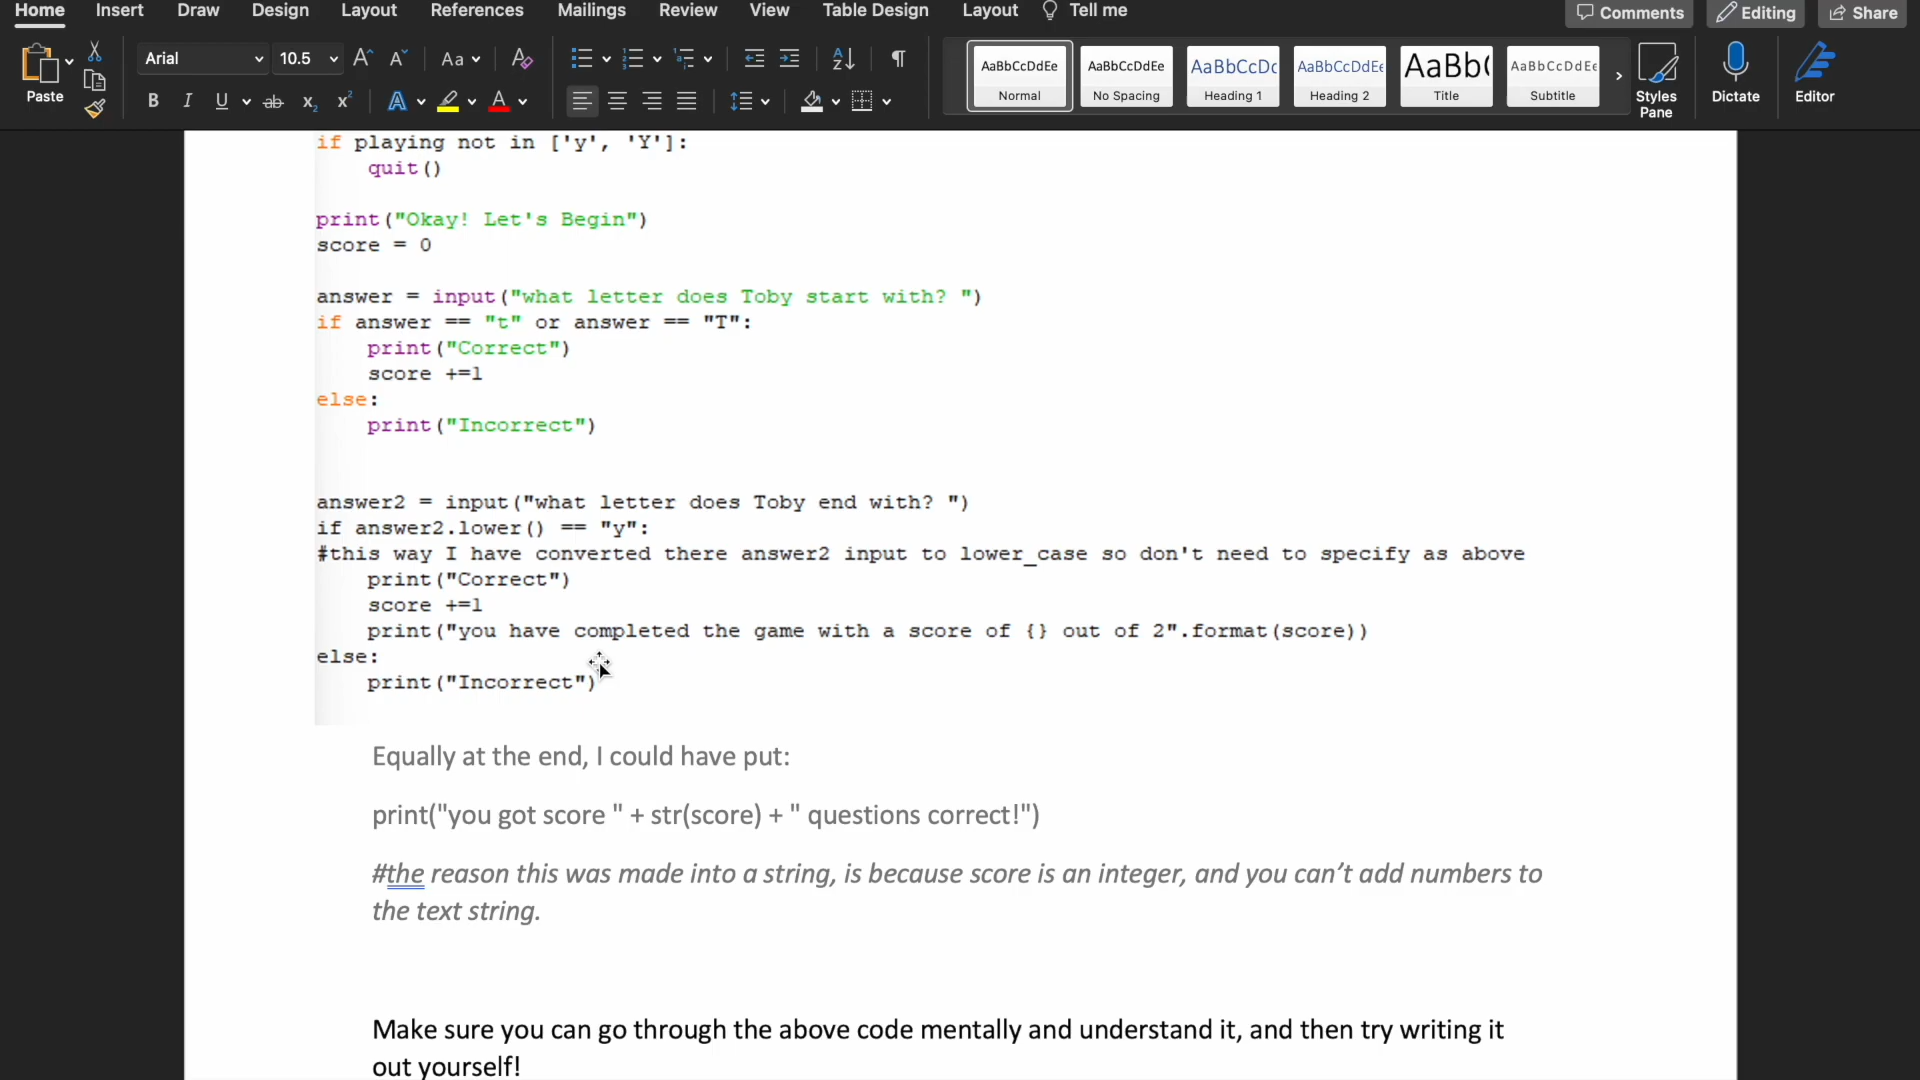 Home Insert Draw Design Layout References Mailings Review View Table Design Layout Tell me Comments Editing Share
Paste Arial 10.5 Aa AaBbCcDdEe AaBbCcDdEe AaBbCcDc AaBbCcDdEe AaBb( AaBbCcDdEe
Normal No Spacing Heading 1 Heading 2 Title Subtitle Styles Pane Dictate Editor
if playing not in ['y', 'Y']:
quit()
print("Okay! Let's Begin")
score = 0
answer = input("what letter does Toby start with? ")
if answer == "t" or answer == "T":
print("Correct")
score +=1
else:
print("Incorrect")
answer2 = input("what letter does Toby end with? ")
if answer2.lower() == "y":
#this way I have converted there answer2 input to lower_case so don't need to specify as above
print("Correct")
score +=1
print("you have completed the game with a score of {} out of 2".format(score))
else:
print("Incorrect")
Equally at the end, I could have put:
print("you got score " + str(score) + " questions correct!")
#the reason this was made into a string, is because score is an integer, and you can’t add numbers to
the text string.
Make sure you can go through the above code mentally and understand it, and then try writing it
out yourself!